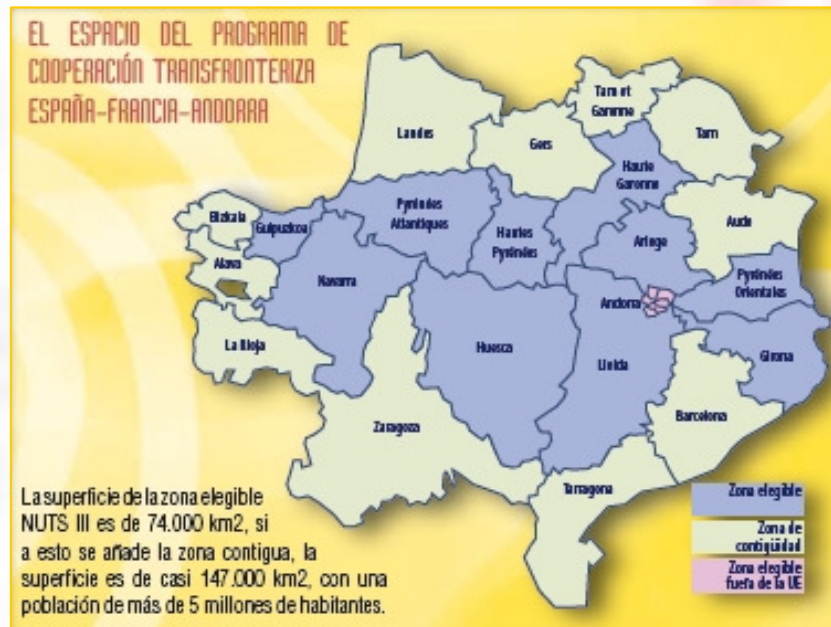 EL ESPACIO DEL PROGRAMA DE
COOPERACIÓN TRANSFRONTERIZA
ESPAÑA-FRANCIA-ANDORRA
Tarn et
Garonne
Landes
Gers
Tarn
Haute
Garonne
Bizkaia
Guipuzkoa
Pyrénées
Atlantiques
Hautes
Pyrénées
Ariege
Aude
Alava
Navarra
Pyrénées
Orientales
Andorra
La Rioja
Huesca
Lleida
Girona
Zaragoza
Barcelona
Tarragona
La superficie de la zona elegible
NUTS III es de 74.000 km2, si
a esto se añade la zona contigua, la
superficie es de casi 147.000 km2, con una
población de más de 5 millones de habitantes.
Zona elegible
Zona de
contigüidad
Zona elegible
fuera de la UE